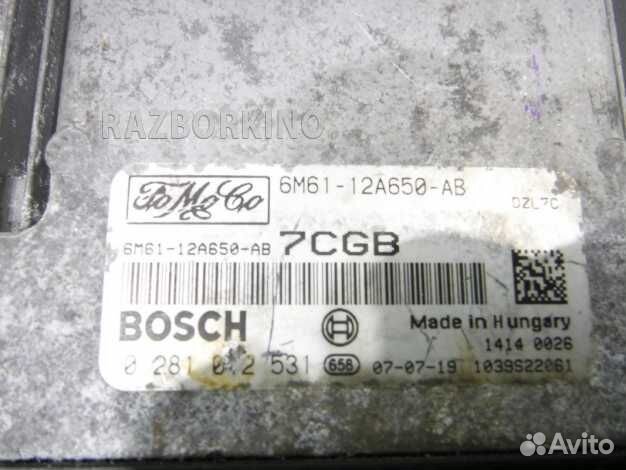 RAZBORKINO
FoMoCo 6M61-12A650-AB
DZL7C
6M61-12A650-AB 7CGB
BOSCH Made in Hungary
1414 0026
0 281 012 531 658 07-07-19 1039S22061
Avito